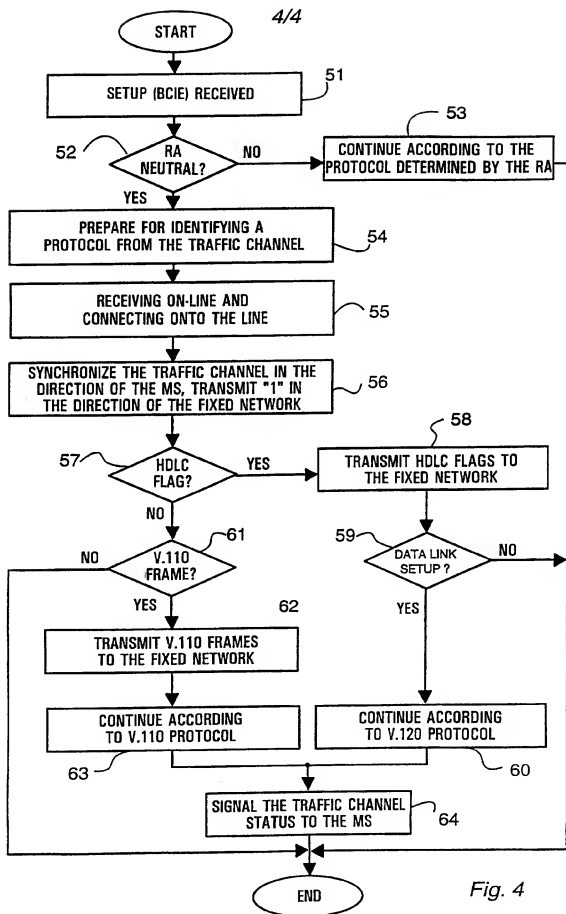 4/4
START
SETUP (BCIE) RECEIVED
51
52
RA
NEUTRAL?
NO
YES
53
CONTINUE ACCORDING TO THE
PROTOCOL DETERMINED BY THE RA
PREPARE FOR IDENTIFYING A
PROTOCOL FROM THE TRAFFIC CHANNEL
54
RECEIVING ON-LINE AND
CONNECTING ONTO THE LINE
55
SYNCHRONIZE THE TRAFFIC CHANNEL IN THE
DIRECTION OF THE MS, TRANSMIT "1" IN
THE DIRECTION OF THE FIXED NETWORK
56
57
HDLC
FLAG?
YES
NO
58
TRANSMIT HDLC FLAGS TO
THE FIXED NETWORK
59
DATA LINK
SETUP ?
NO
YES
61
V.110
FRAME?
NO
YES
62
TRANSMIT V.110 FRAMES
TO THE FIXED NETWORK
CONTINUE ACCORDING
TO V.110 PROTOCOL
63
CONTINUE ACCORDING
TO V.120 PROTOCOL
60
SIGNAL THE TRAFFIC CHANNEL
STATUS TO THE MS
64
END
Fig. 4